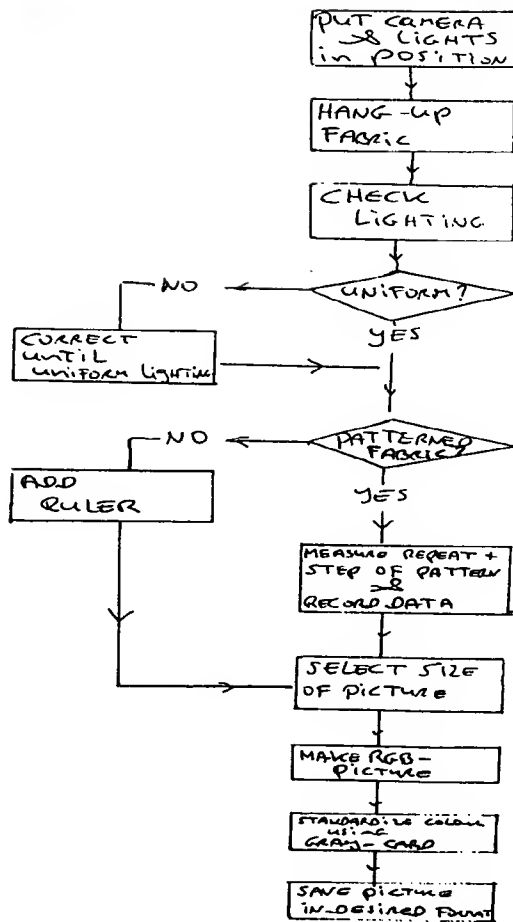 PUT CAMERA
& LIGHTS
in POSITION
HANG-UP
FABRIC
CHECK
LIGHTING
UNIFORM?
NO
YES
CORRECT
UNTIL
UNIFORM LIGHTING
PATTERNED
FABRIC?
NO
YES
ADD
RULER
MEASURE REPEAT +
STEP OF PATTERN
&
RECORD DATA
SELECT SIZE
OF PICTURE
MAKE RGB-
PICTURE
STANDARDIZE COLOUR
USING
GRAY-CARD
SAVE PICTURE
IN DESIRED FORMAT